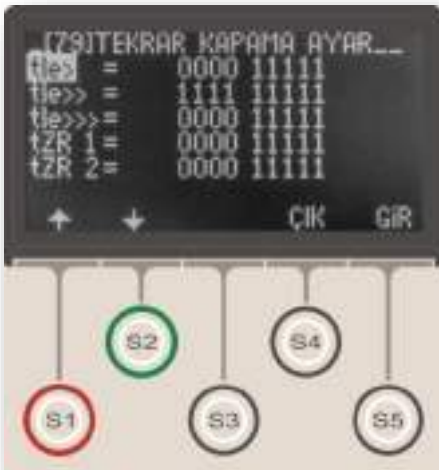 [79]TEKRAR KAPAMA AYAR__
tIe> = 0000 11111
tIe>> = 1111 11111
tIe>>>= 0000 11111
tZR 1= 0000 11111
tZR 2= 0000 11111
↑ ↓ ÇIK GİR
S2 S4
S1 S3 S5